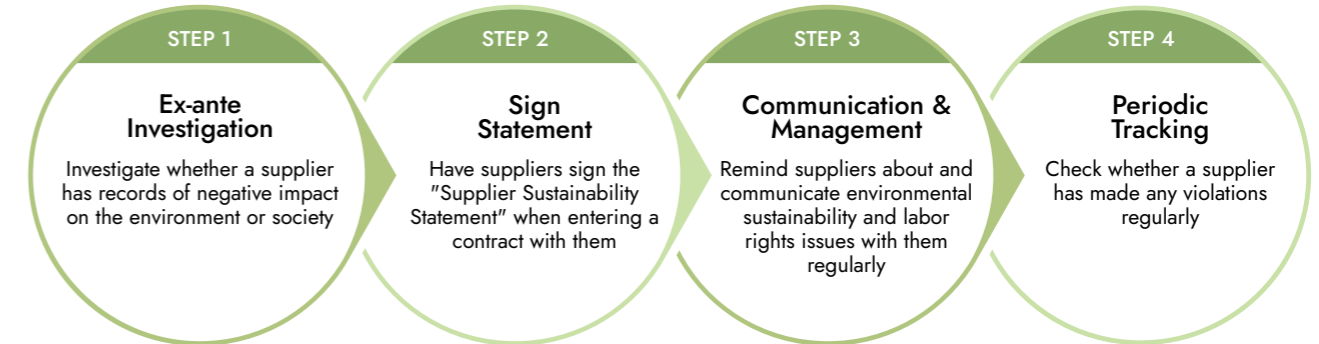 STEP 1
Ex-ante
Investigation
Investigate whether a supplier
has records of negative impact
on the environment or society
STEP 2
Sign
Statement
Have suppliers sign the
"Supplier Sustainability
Statement" when entering a
contract with them
STEP 3
Communication &
Management
Remind suppliers about and
communicate environmental
sustainability and labor
rights issues with them
regularly
STEP 4
Periodic
Tracking
Check whether a supplier
has made any violations
regularly